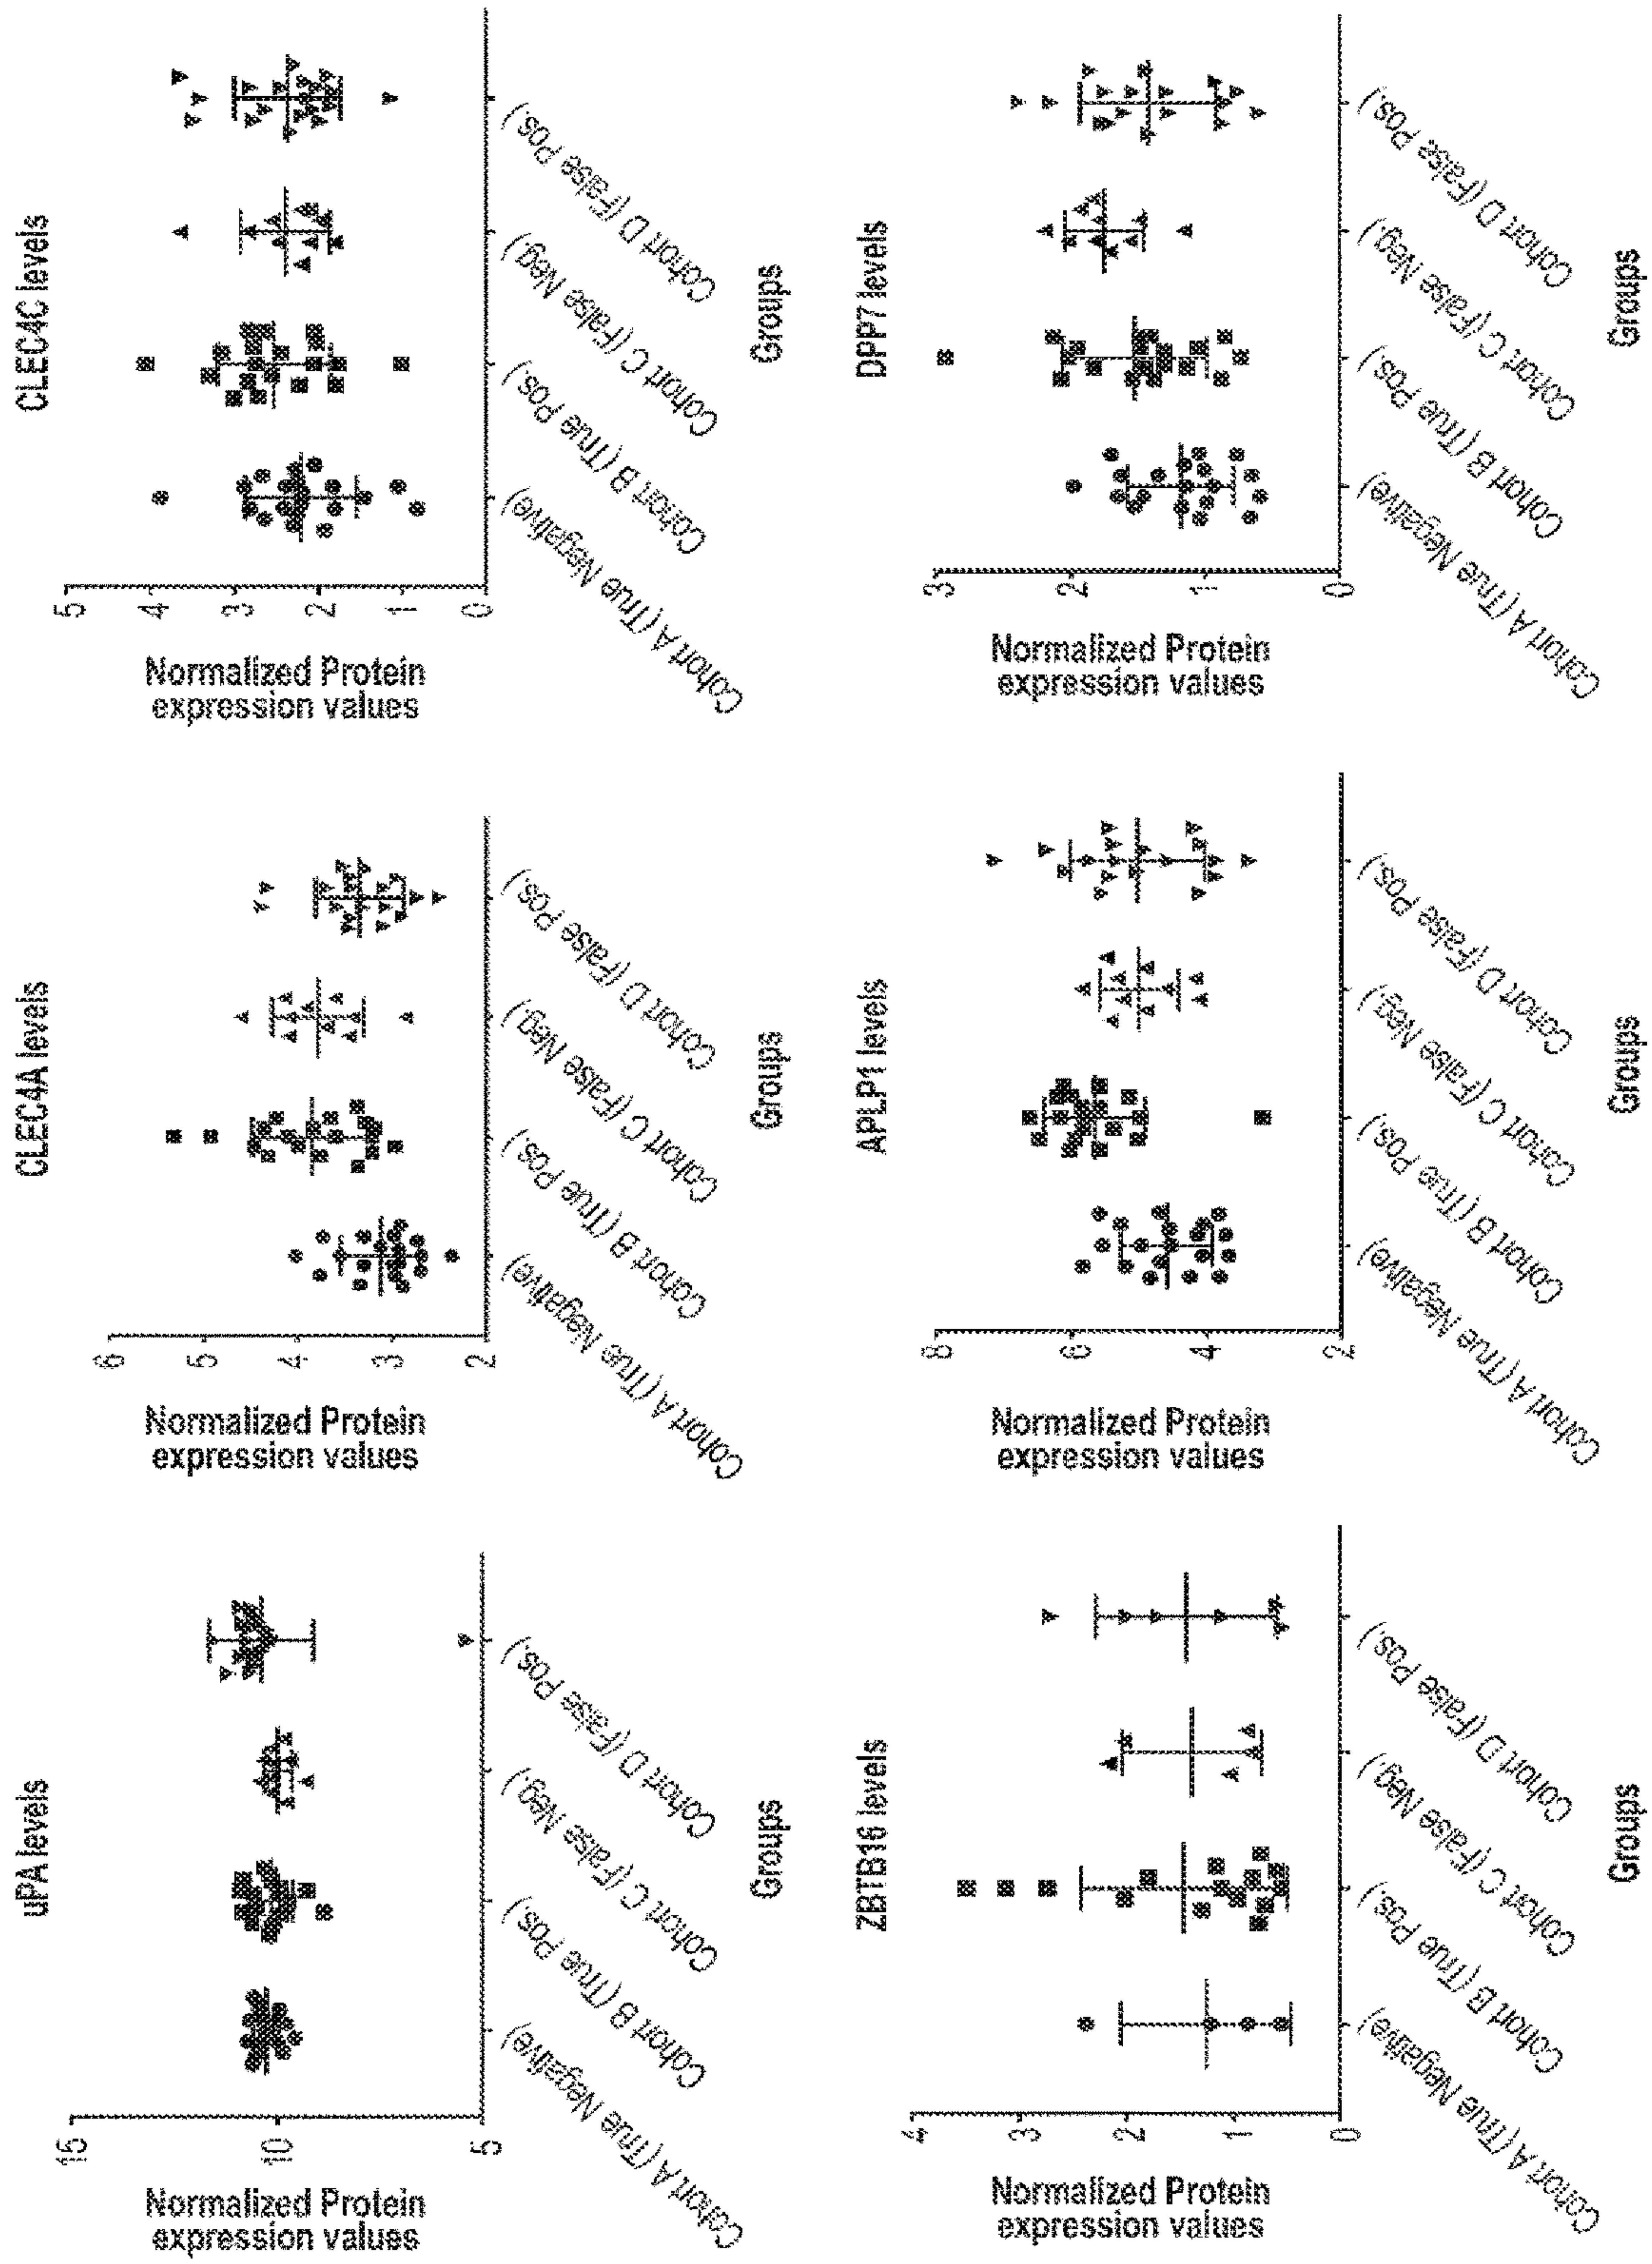 uPA levels
Normalized Protein
expression values
15
10
5
Cohort A (True Negative)
Cohort B (True Pos.)
Cohort C (False Neg.)
Cohort D (False Pos.)
Groups
CLEC4A levels
Normalized Protein
expression values
6
5
4
3
2
Cohort A (True Negative)
Cohort B (True Pos.)
Cohort C (False Neg.)
Cohort D (False Pos.)
Groups
CLEC4C levels
Normalized Protein
expression values
5
4
3
2
1
0
Cohort A (True Negative)
Cohort B (True Pos.)
Cohort C (False Neg.)
Cohort D (False Pos.)
Groups
ZBTB16 levels
Normalized Protein
expression values
4
3
2
1
0
Cohort A (True Negative)
Cohort B (True Pos.)
Cohort C (False Neg.)
Cohort D (False Pos.)
Groups
APLP1 levels
Normalized Protein
expression values
8
6
4
2
Cohort A (True Negative)
Cohort B (True Pos.)
Cohort C (False Neg.)
Cohort D (False Pos.)
Groups
DPP7 levels
Normalized Protein
expression values
3
2
1
0
Cohort A (True Negative)
Cohort B (True Pos.)
Cohort C (False Neg.)
Cohort D (False Pos.)
Groups